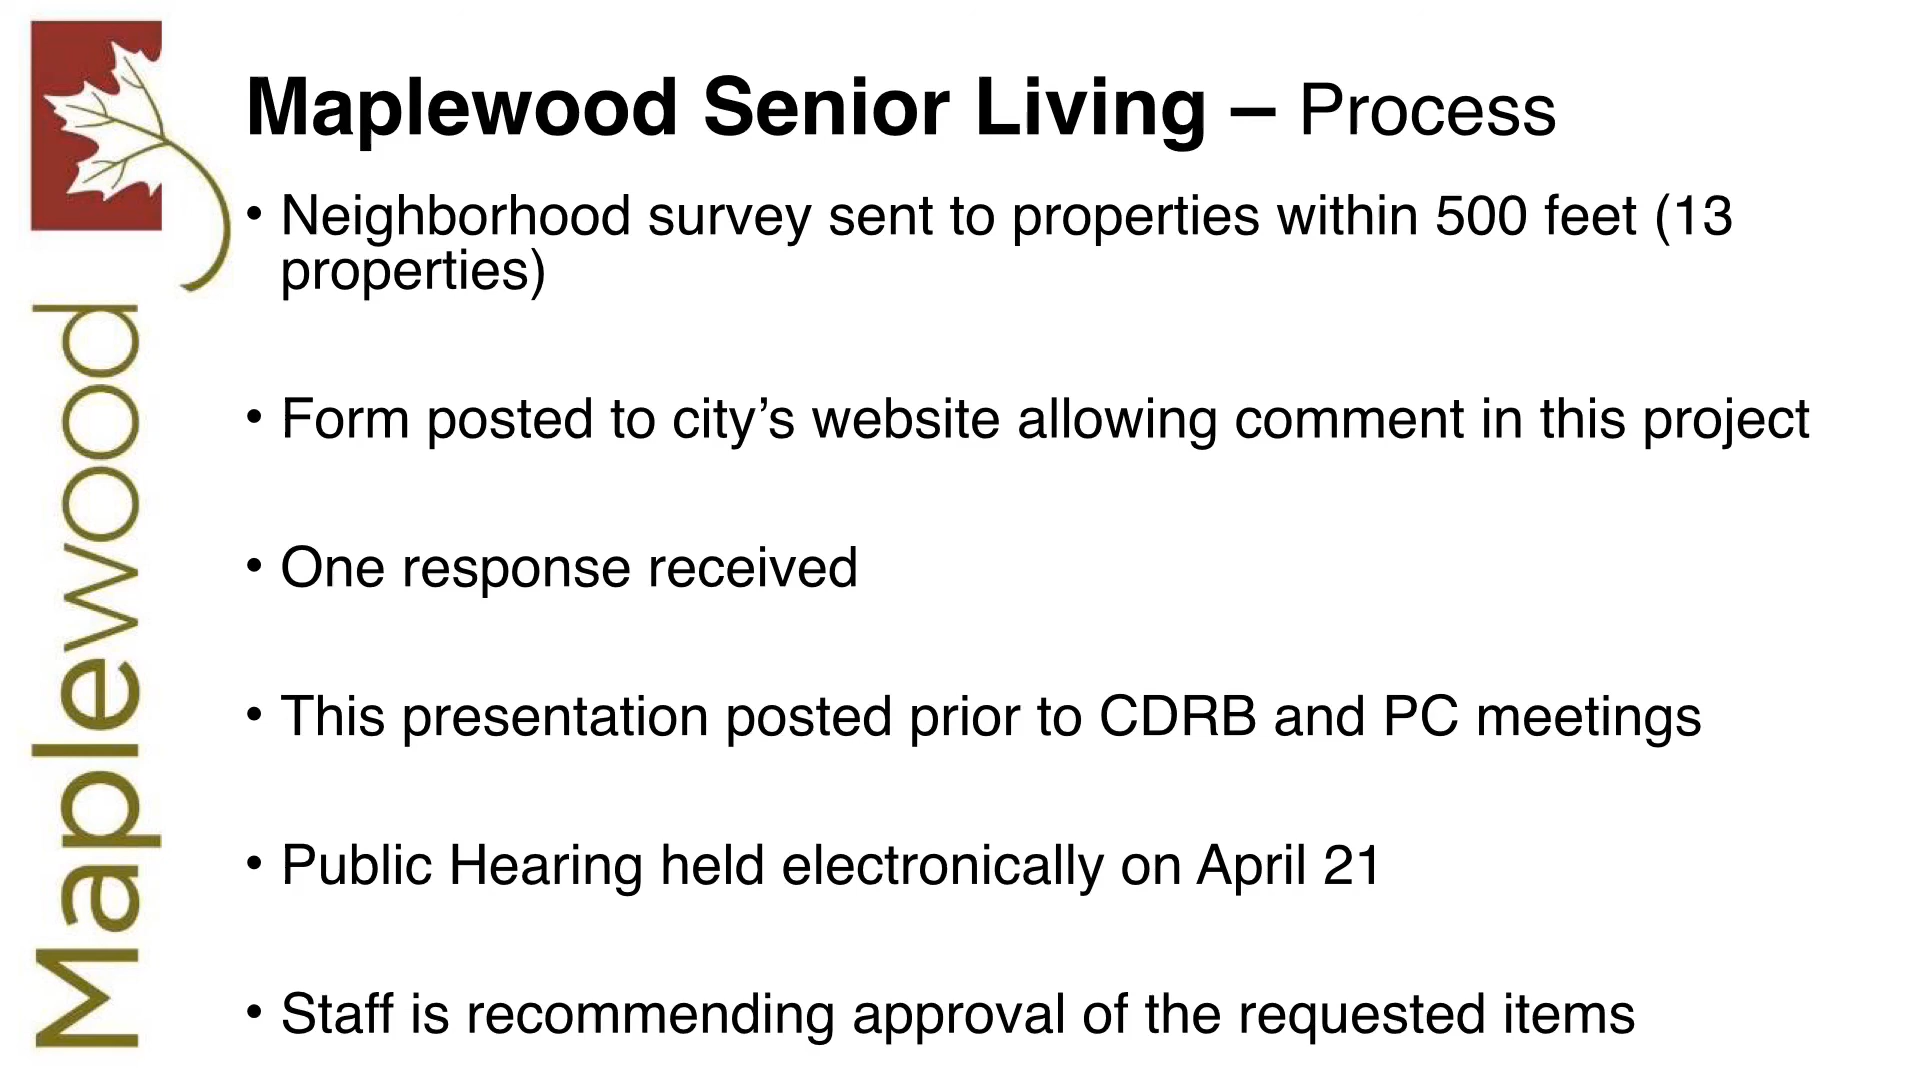 Maplewood
Maplewood Senior Living – Process
• Neighborhood survey sent to properties within 500 feet (13
properties)
• Form posted to city’s website allowing comment in this project
• One response received
• This presentation posted prior to CDRB and PC meetings
• Public Hearing held electronically on April 21
• Staff is recommending approval of the requested items